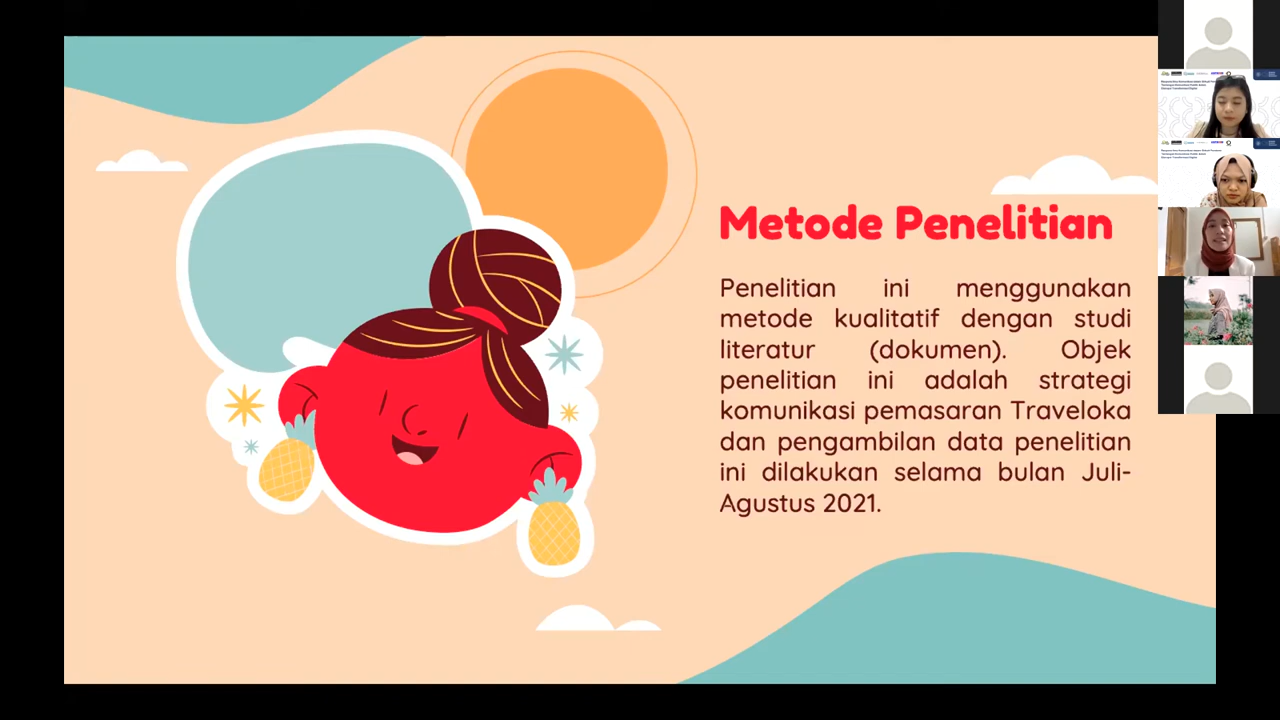 Metode Penelitian
Penelitian ini menggunakan
metode kualitatif dengan studi
literatur (dokumen). Objek
penelitian ini adalah strategi
komunikasi pemasaran Traveloka
dan pengambilan data penelitian
ini dilakukan selama bulan Juli-
Agustus 2021.